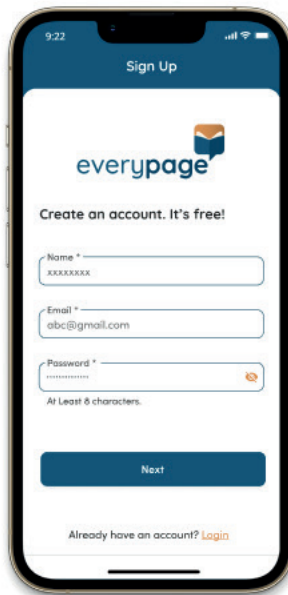 9:22
Sign Up
everypage
Create an account. It's free!
Name *
xxxxxxxx
Email *
abc@gmail.com
Password *
At Least 8 characters.
Next
Already have an account? Login